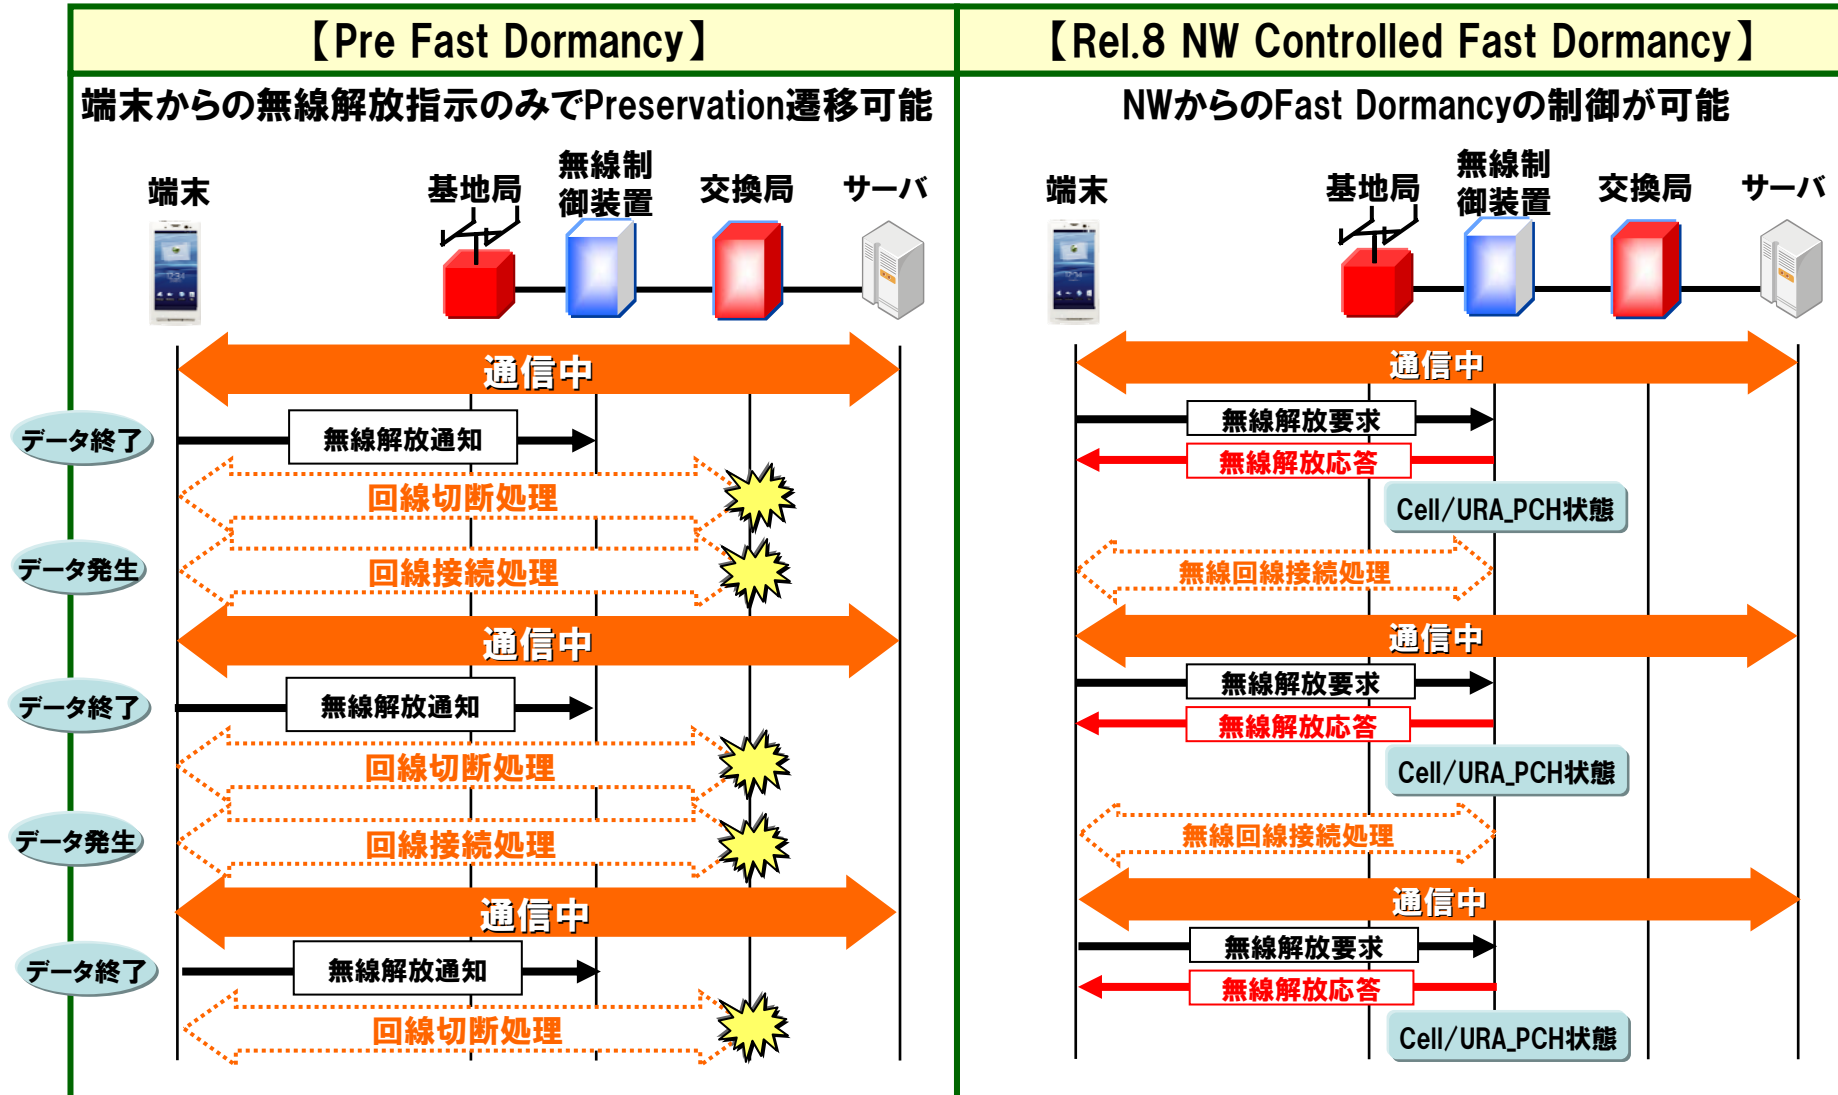 【Pre Fast Dormancy】
端末からの無線解放指示のみでPreservation遷移可能
端末
基地局
無線制
御装置
交換局
サーバ
通信中
データ終了
無線解放通知
回線切断処理
データ発生
回線接続処理
通信中
データ終了
無線解放通知
回線切断処理
データ発生
回線接続処理
通信中
データ終了
無線解放通知
回線切断処理
【Rel.8 NW Controlled Fast Dormancy】
NWからのFast Dormancyの制御が可能
端末
基地局
無線制
御装置
交換局
サーバ
通信中
無線解放要求
無線解放応答
Cell/URA_PCH状態
無線回線接続処理
通信中
無線解放要求
無線解放応答
Cell/URA_PCH状態
無線回線接続処理
通信中
無線解放要求
無線解放応答
Cell/URA_PCH状態